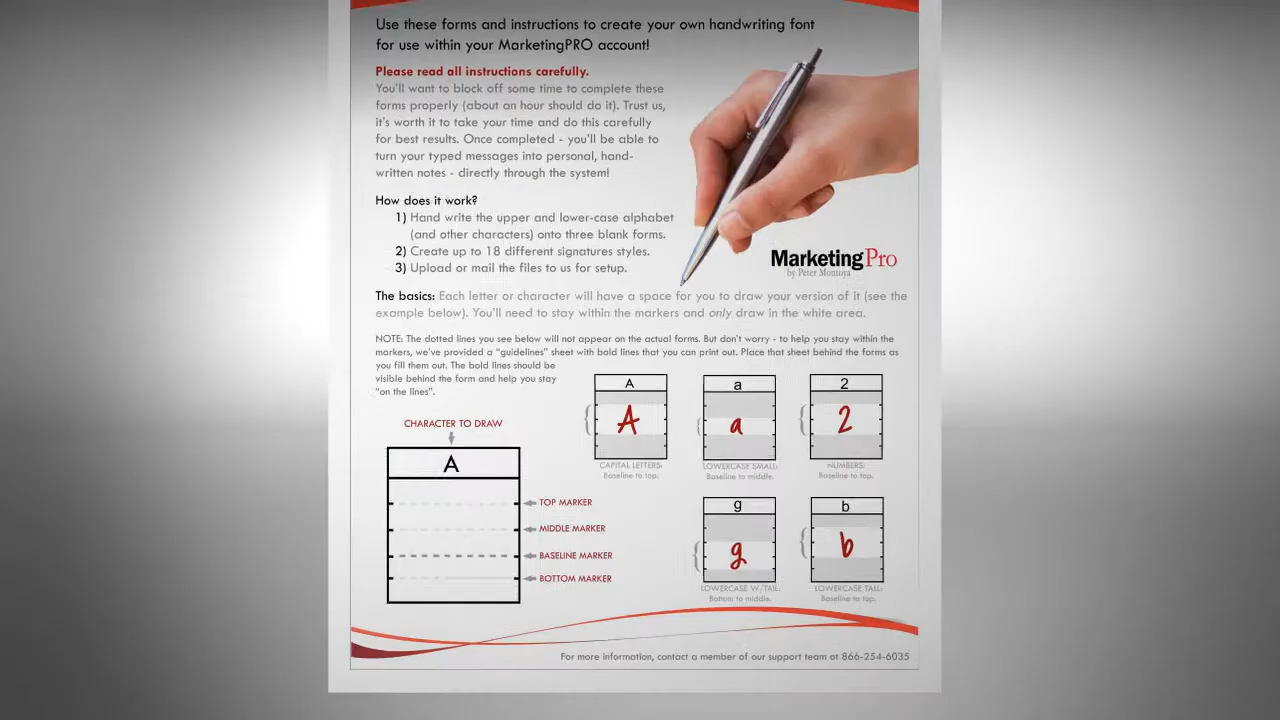 Use these forms and instructions to create your own handwriting font
for use within your MarketingPRO account!
Please read all instructions carefully.
You'll want to block off some time to complete these
forms properly (about an hour should do it). Trust us,
it's worth it to take your time and do this carefully
for best results. Once completed - you'll be able to
turn your typed messages into personal, hand-
written notes - directly through the system!
How does it work?
1) Hand write the upper and lower-case alphabet
(and other characters) onto three blank forms.
2) Create up to 18 different signatures styles.
3) Upload or mail the files to us for setup.
MarketingPro
by Peter Montoya
The basics: Each letter or character will have a space for you to draw your version of it (see the
example below). You'll need to stay within the markers and only draw in the white area.
NOTE: The dotted lines you see below will not appear on the actual forms. But don't worry - to help you stay within the
markers, we've provided a "guidelines" sheet with bold lines that you can print out. Place that sheet behind the forms as
you fill them out. The bold lines should be
visible behind the form and help you stay
"on the lines".
CHARACTER TO DRAW
A
TOP MARKER
MIDDLE MARKER
BASELINE MARKER
BOTTOM MARKER
A
A
CAPITAL LETTERS:
Baseline to top.
a
a
LOWERCASE SMALL:
Baseline to middle.
2
2
NUMBERS:
Baseline to top.
g
g
LOWERCASE W/TAIL:
Bottom to middle.
b
b
LOWERCASE TALL:
Baseline to top.
For more information, contact a member of our support team at 866-254-6035